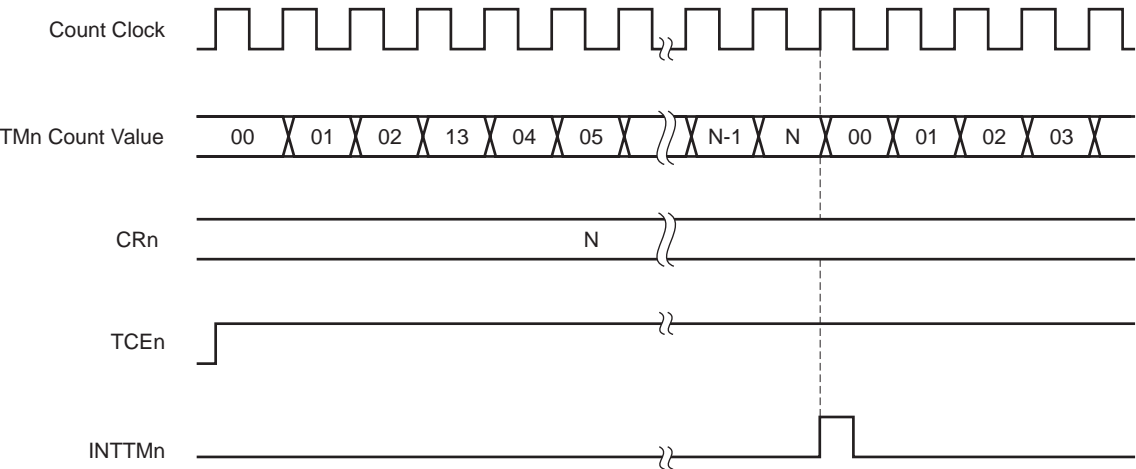 Count Clock
TMn Count Value 00 01 02 13 04 05 N-1 N 00 01 02 03
CRn N
TCEn
INTTMn